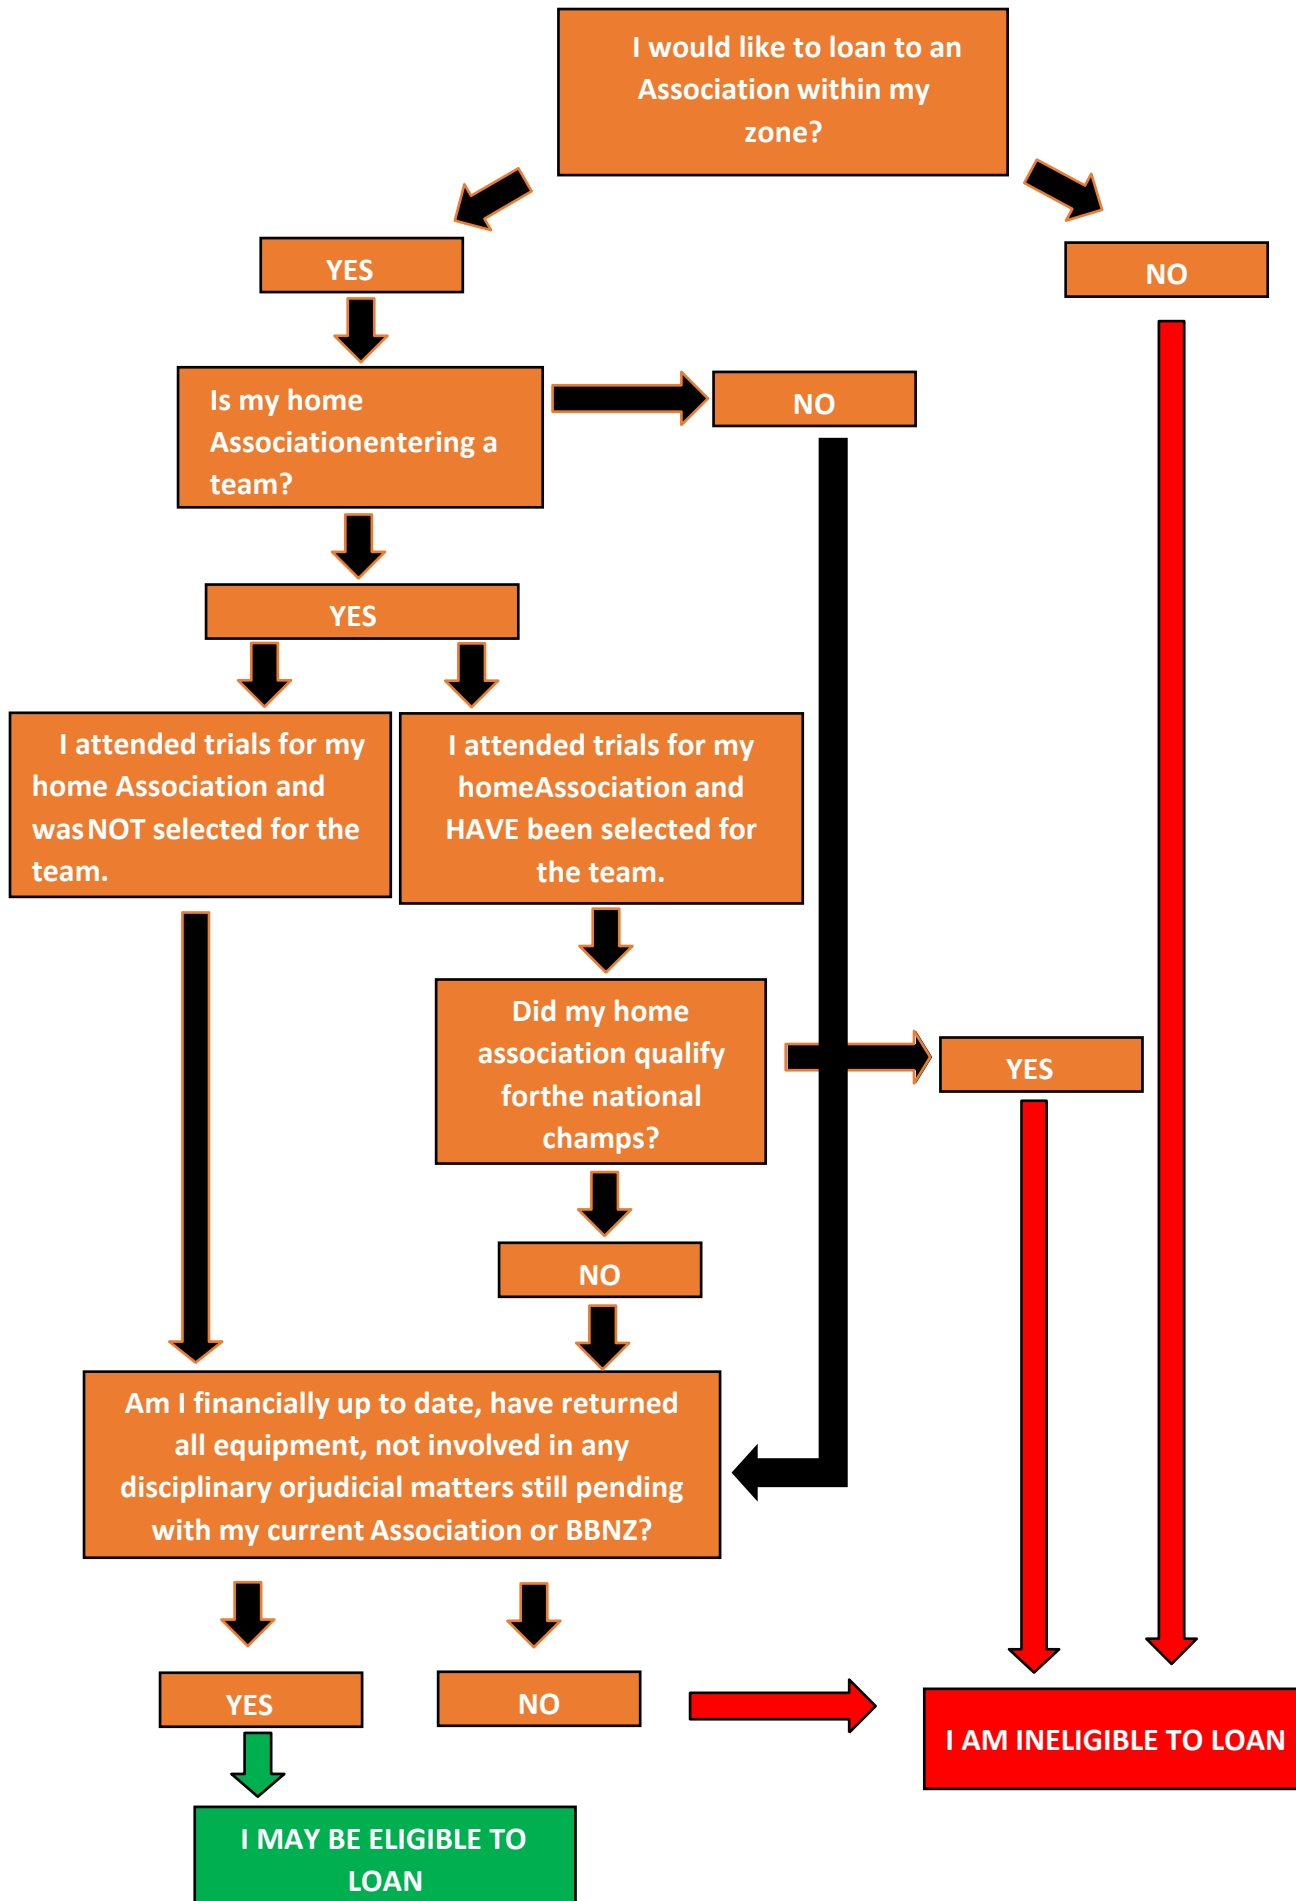 I would like to loan to an
Association within my
zone?
YES
NO
Is my home
Associationentering a
team?
NO
YES
I attended trials for my
home Association and
was NOT selected for the
team.
I attended trials for my
homeAssociation and
HAVE been selected for
the team.
Did my home
association qualify
forthe national
champs?
YES
NO
Am I financially up to date, have returned
all equipment, not involved in any
disciplinary orjudicial matters still pending
with my current Association or BBNZ?
YES
NO
I AM INELIGIBLE TO LOAN
I MAY BE ELIGIBLE TO
LOAN